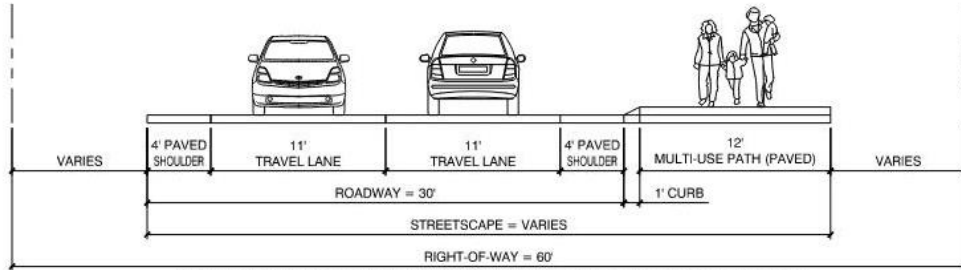 VARIES
4' PAVED
SHOULDER
11'
TRAVEL LANE
11'
TRAVEL LANE
4' PAVED
SHOULDER
12'
MULTI-USE PATH (PAVED)
VARIES
ROADWAY = 30'
1' CURB
STREETSCAPE = VARIES
RIGHT-OF-WAY = 60'